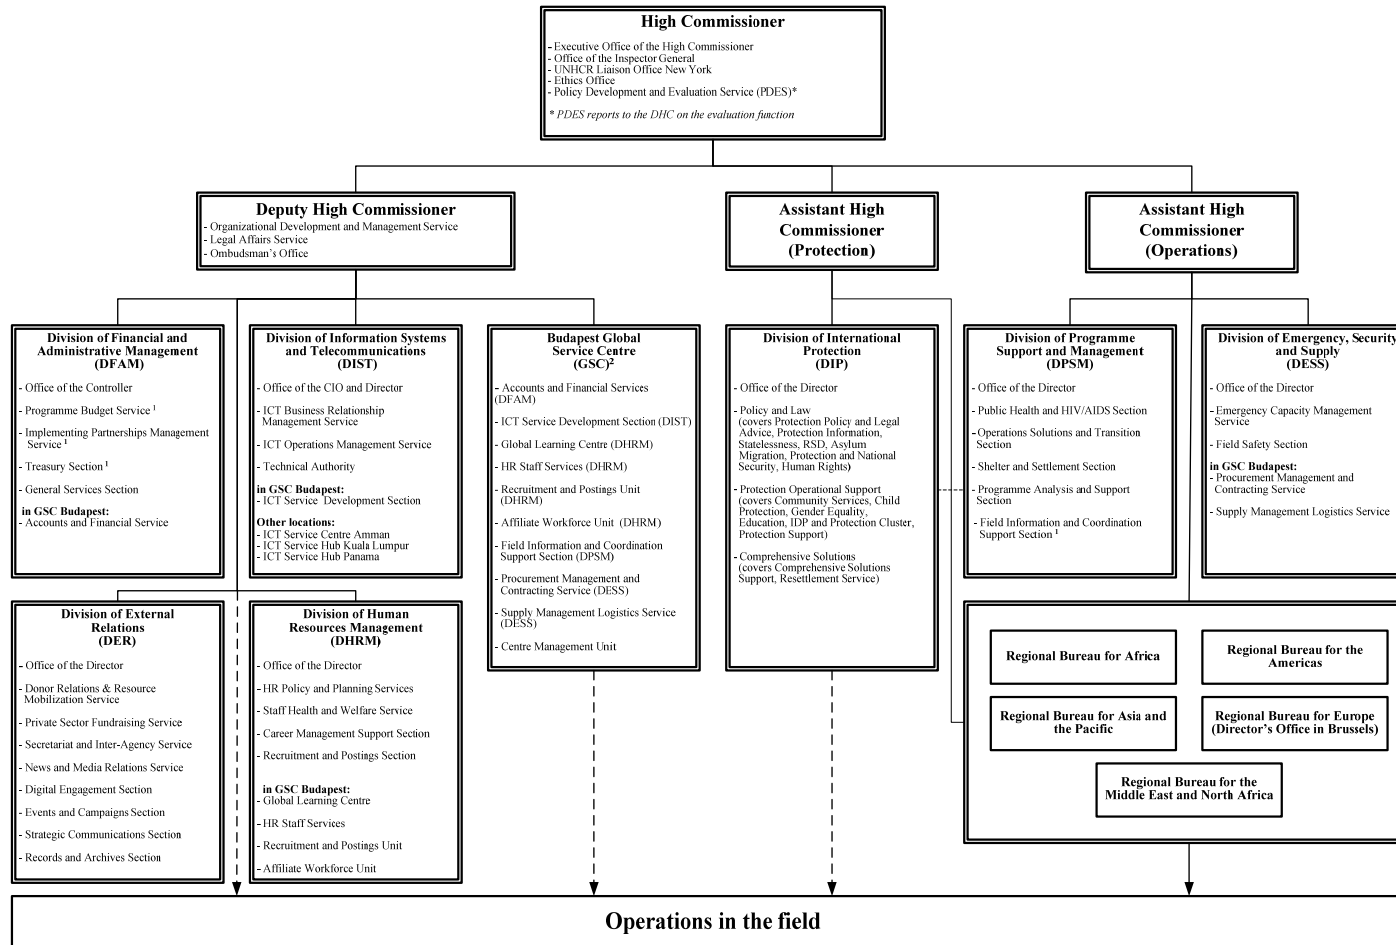 High Commissioner
- Executive Office of the High Commissioner
- Office of the Inspector General
- UNHCR Liaison Office New York
- Ethics Office
- Policy Development and Evaluation Service (PDES)*
* PDES reports to the DHC on the evaluation function
Deputy High Commissioner
- Organizational Development and Management Service
- Legal Affairs Service
- Ombudsman's Office
Assistant High
Commissioner
(Protection)
Assistant High
Commissioner
(Operations)
Division of Financial and
Administrative Management
(DFAM)
- Office of the Controller
- Programme Budget Service ¹
- Implementing Partnerships Management
Service ¹
- Treasury Section ¹
- General Services Section
in GSC Budapest:
- Accounts and Financial Service
Division of Information Systems
and Telecommunications
(DIST)
- Office of the CIO and Director
- ICT Business Relationship
Management Service
- ICT Operations Management Service
- Technical Authority
in GSC Budapest:
- ICT Service Development Section
Other locations:
- ICT Service Centre Amman
- ICT Service Hub Kuala Lumpur
- ICT Service Hub Panama
Budapest Global
Service Centre
(GSC)²
- Accounts and Financial Services
(DFAM)
- ICT Service Development Section (DIST)
- Global Learning Centre (DHRM)
- HR Staff Services (DHRM)
- Recruitment and Postings Unit
(DHRM)
- Affiliate Workforce Unit (DHRM)
- Field Information and Coordination
Support Section (DPSM)
- Procurement Management and
Contracting Service (DESS)
- Supply Management Logistics Service
(DESS)
- Centre Management Unit
Division of International
Protection
(DIP)
- Office of the Director
- Policy and Law
(covers Protection Policy and Legal
Advice, Protection Information,
Statelessness, RSD, Asylum
Migration, Protection and National
Security, Human Rights)
- Protection Operational Support
(covers Community Services, Child
Protection, Gender Equality,
Education, IDP and Protection Cluster,
Protection Support)
- Comprehensive Solutions
(covers Comprehensive Solutions
Support, Resettlement Service)
Division of Programme
Support and Management
(DPSM)
- Office of the Director
- Public Health and HIV/AIDS Section
- Operations Solutions and Transition
Section
- Shelter and Settlement Section
- Programme Analysis and Support
Section
- Field Information and Coordination
Support Section ¹
Division of Emergency, Security
and Supply
(DESS)
- Office of the Director
- Emergency Capacity Management
Service
- Field Safety Section
in GSC Budapest:
- Procurement Management and
Contracting Service
- Supply Management Logistics Service
Division of External
Relations
(DER)
- Office of the Director
- Donor Relations & Resource
Mobilization Service
- Private Sector Fundraising Service
- Secretariat and Inter-Agency Service
- News and Media Relations Service
- Digital Engagement Section
- Events and Campaigns Section
- Strategic Communications Section
- Records and Archives Section
Division of Human
Resources Management
(DHRM)
- Office of the Director
- HR Policy and Planning Services
- Staff Health and Welfare Service
- Career Management Support Section
- Recruitment and Postings Section
in GSC Budapest:
- Global Learning Centre
- HR Staff Services
- Recruitment and Postings Unit
- Affiliate Workforce Unit
Regional Bureau for Africa
Regional Bureau for the
Americas
Regional Bureau for Asia and
the Pacific
Regional Bureau for Europe
(Director's Office in Brussels)
Regional Bureau for the
Middle East and North Africa
Operations in the field